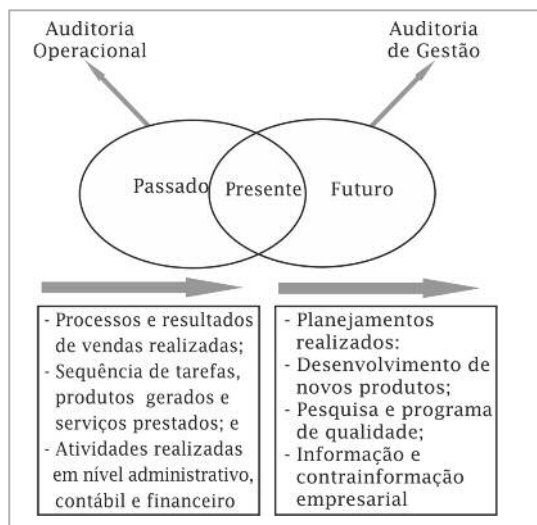 Auditoria
Operacional
Auditoria
de Gestão
Passado
Presente
Futuro
- Processos e resultados
de vendas realizadas;
- Sequência de tarefas,
produtos gerados e
serviços prestados; e
- Atividades realizadas
em nível administrativo,
contábil e financeiro
- Planejamentos
realizados:
- Desenvolvimento de
novos produtos;
- Pesquisa e programa
de qualidade;
- Informação e
contrainformação
empresarial